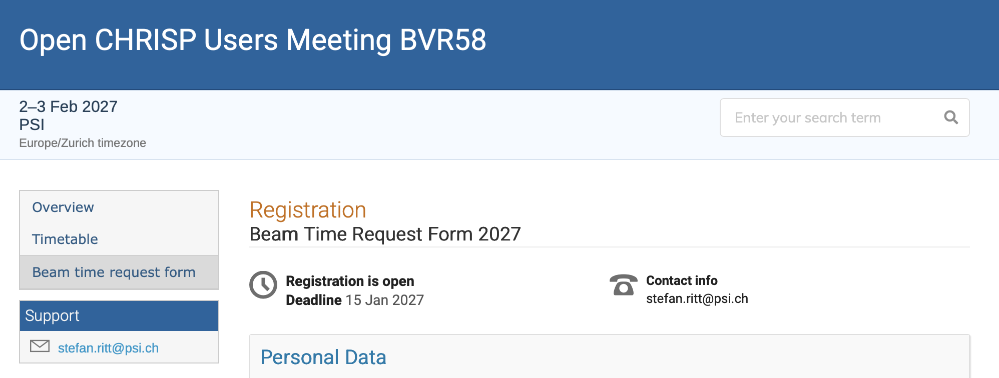 Open CHRISP Users Meeting BVR58
2–3 Feb 2027
PSI
Europe/Zurich timezone
Enter your search term
Overview
Timetable
Beam time request form
Support
stefan.ritt@psi.ch
Registration
Beam Time Request Form 2027
Registration is open
Deadline 15 Jan 2027
Contact info
stefan.ritt@psi.ch
Personal Data